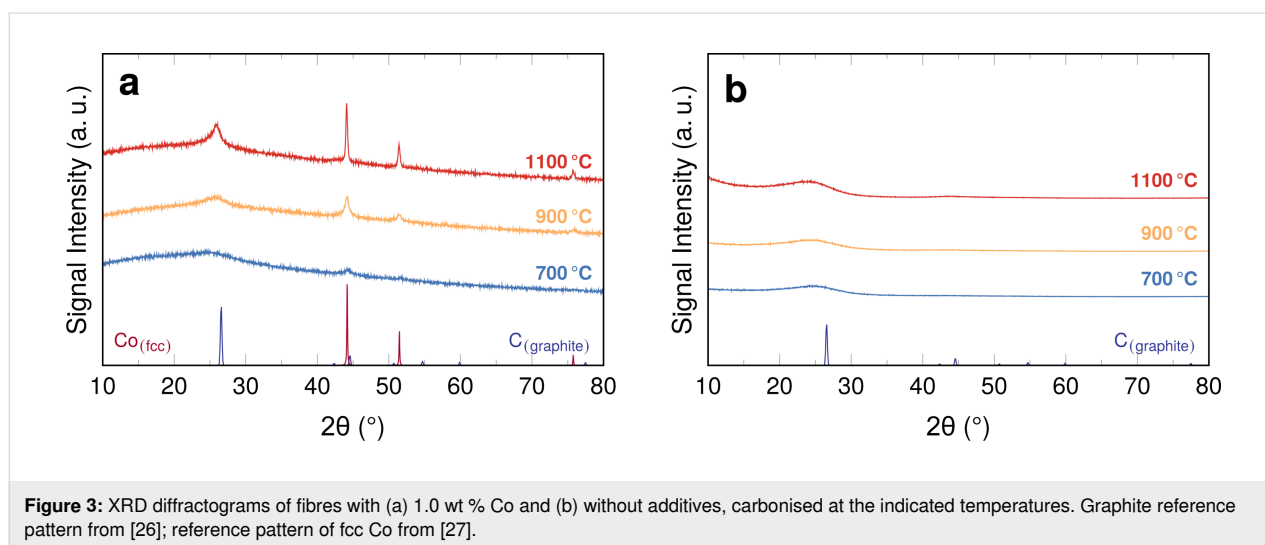 a
Signal Intensity (a. u.)
1100 °C
900 °C
700 °C
Co(fcc)
C(graphite)
10 20 30 40 50 60 70 80
2θ (°)
b
Signal Intensity (a. u.)
1100 °C
900 °C
700 °C
C(graphite)
10 20 30 40 50 60 70 80
2θ (°)
Figure 3: XRD diffractograms of fibres with (a) 1.0 wt % Co and (b) without additives, carbonised at the indicated temperatures. Graphite reference
pattern from [26]; reference pattern of fcc Co from [27].